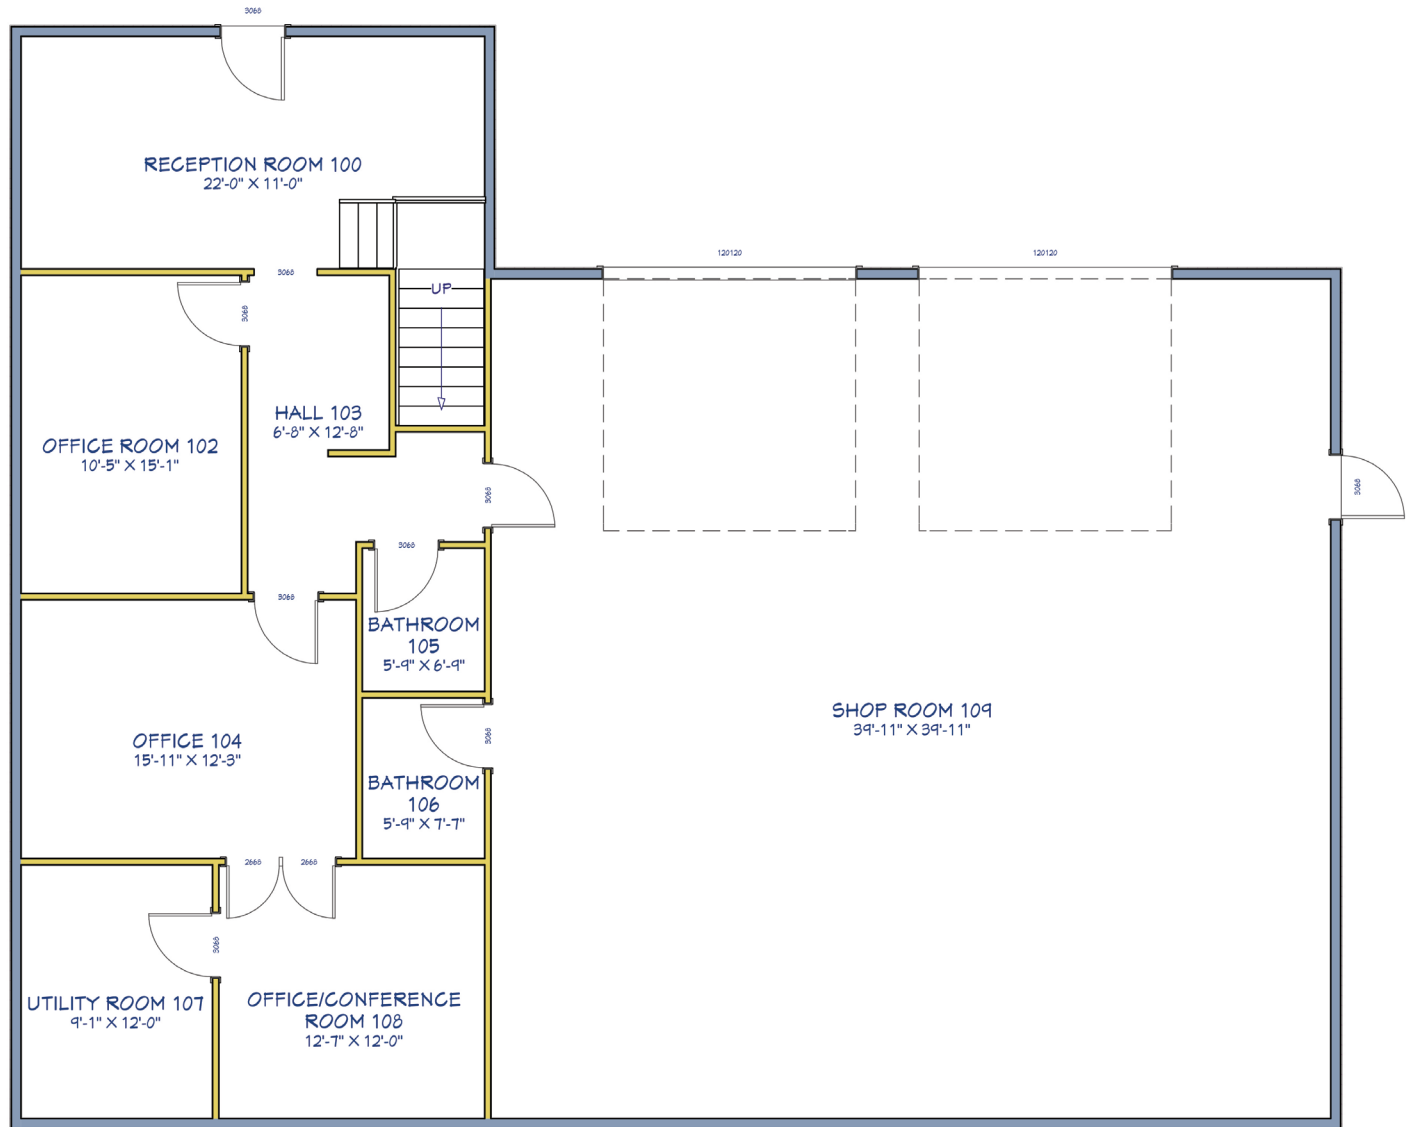 3068
RECEPTION ROOM 100
22'-0" X 11'-0"
3068
120120
120120
UP
3068
HALL 103
6'-8" X 12'-8"
OFFICE ROOM 102
10'-5" X 15'-1"
3068
3068
3068
3068
BATHROOM
105
5'-9" X 6'-9"
SHOP ROOM 109
39'-11" X 39'-11"
OFFICE 104
15'-11" X 12'-3"
3068
BATHROOM
106
5'-9" X 7'-7"
2668
2668
3068
UTILITY ROOM 107
9'-1" X 12'-0"
OFFICE/CONFERENCE
ROOM 108
12'-7" X 12'-0"